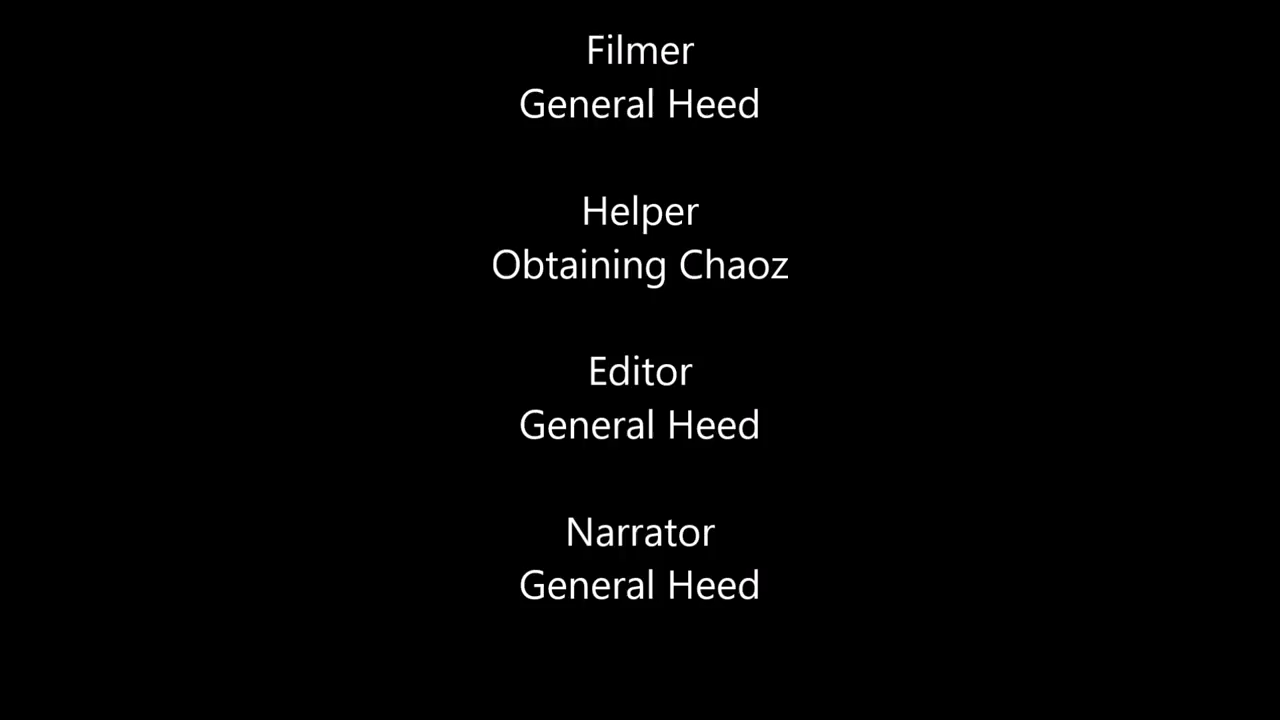 Filmer
General Heed
Helper
Obtaining Chaoz
Editor
General Heed
Narrator
General Heed